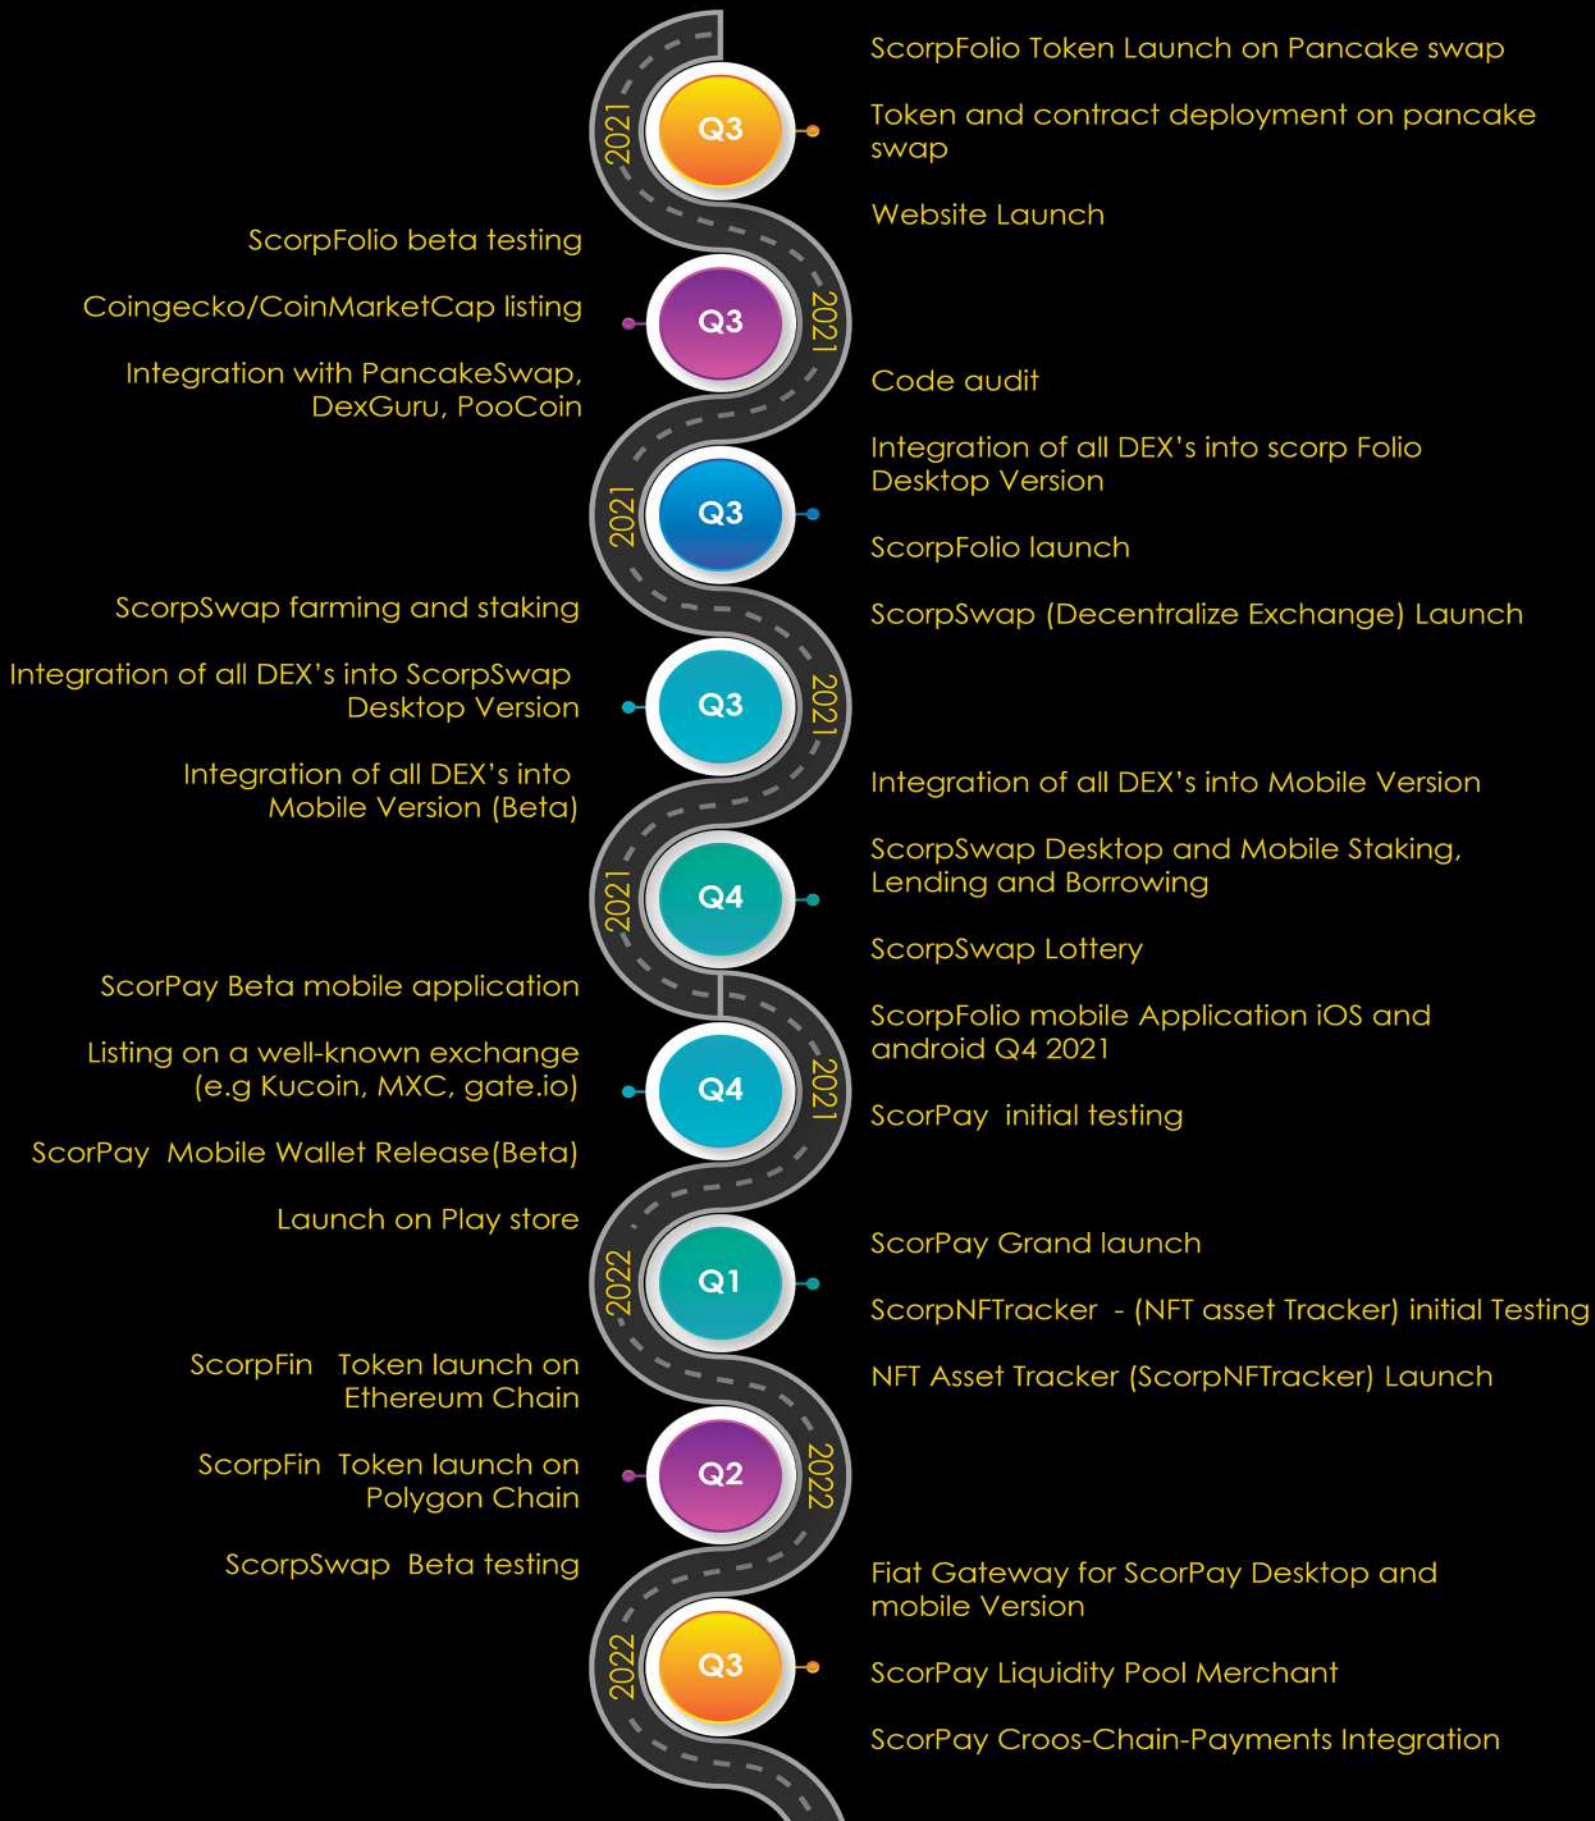 2021
Q3
ScorpFolio Token Launch on Pancake swap
Token and contract deployment on pancake
swap
Website Launch
ScorpFolio beta testing
Coingecko/CoinMarketCap listing
Integration with PancakeSwap,
DexGuru, PooCoin
Q3
2021
2021
Q3
Code audit
Integration of all DEX's into scorp Folio
Desktop Version
ScorpFolio launch
ScorpSwap (Decentralize Exchange) Launch
ScorpSwap farming and staking
Integration of all DEX's into ScorpSwap
Desktop Version
Integration of all DEX's into
Mobile Version (Beta)
Q3
2021
2021
Q4
Integration of all DEX's into Mobile Version
ScorpSwap Desktop and Mobile Staking,
Lending and Borrowing
ScorpSwap Lottery
ScorpFolio mobile Application iOS and
android Q4 2021
ScorPay initial testing
ScorPay Beta mobile application
Listing on a well-known exchange
(e.g Kucoin, MXC, gate.io)
ScorPay Mobile Wallet Release(Beta)
Launch on Play store
Q4
2021
2022
Q1
ScorPay Grand launch
ScorpNFTracker - (NFT asset Tracker) initial Testing
NFT Asset Tracker (ScorpNFTracker) Launch
ScorpFin Token launch on
Ethereum Chain
ScorpFin Token launch on
Polygon Chain
ScorpSwap Beta testing
Q2
2022
2022
Q3
Fiat Gateway for ScorPay Desktop and
mobile Version
ScorPay Liquidity Pool Merchant
ScorPay Croos-Chain-Payments Integration